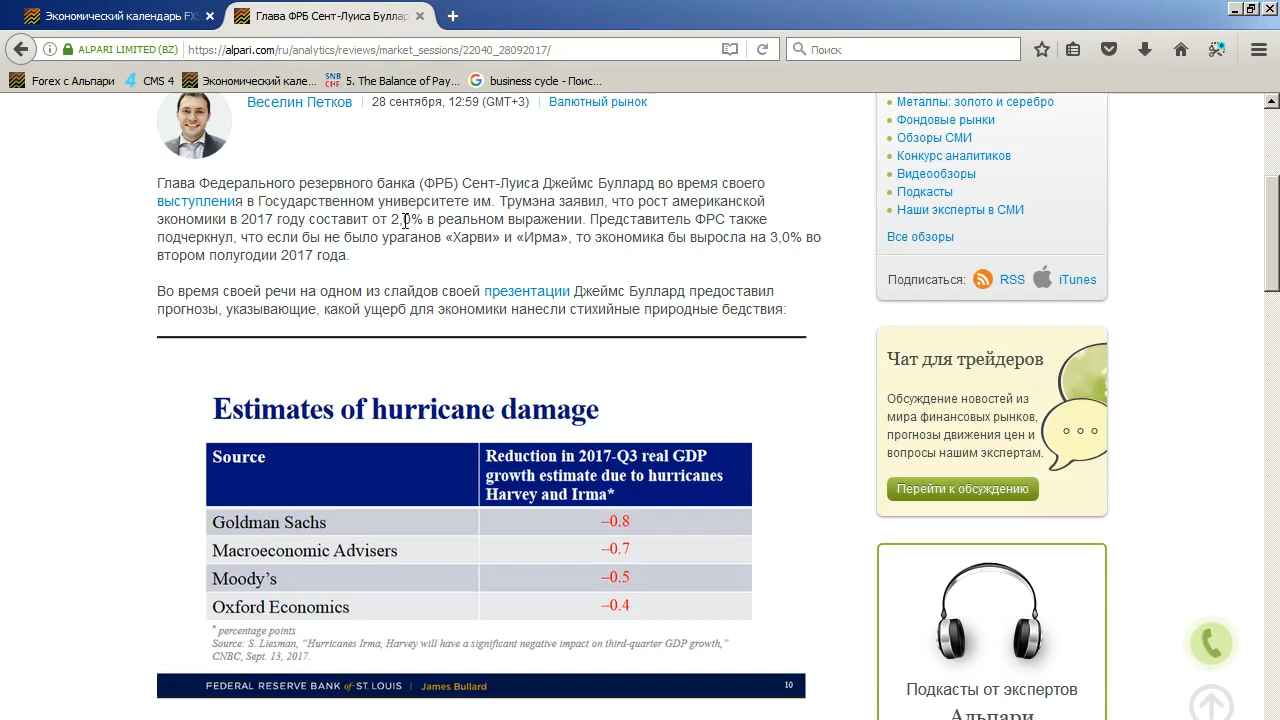 Экономический календарь FXS
Глава ФРБ Сент-Луиса Буллар
ALPARI LIMITED (BZ)
https://alpari.com/ru/analytics/reviews/market_sessions/22040_28092017/
Поиск
Forex с Альпари
CMS 4
Экономический кале...
SNB CHF 5. The Balance of Pay...
business cycle - Поис...
Веселин Петков
28 сентября, 12:59 (GMT+3)
Валютный рынок
Глава Федерального резервного банка (ФРБ) Сент-Луиса Джеймс Буллард во время своего
выступления в Государственном университете им. Трумэна заявил, что рост американской
экономики в 2017 году составит от 2,0% в реальном выражении. Представитель ФРС также
подчеркнул, что если бы не было ураганов «Харви» и «Ирма», то экономика бы выросла на 3,0% во
втором полугодии 2017 года.
Во время своей речи на одном из слайдов своей презентации Джеймс Буллард предоставил
прогнозы, указывающие, какой ущерб для экономики нанесли стихийные природные бедствия:
Estimates of hurricane damage
Source
Reduction in 2017-Q3 real GDP
growth estimate due to hurricanes
Harvey and Irma*
Goldman Sachs –0.8
Macroeconomic Advisers –0.7
Moody's –0.5
Oxford Economics –0.4
* percentage points
Source: S. Liesman, “Hurricanes Irma, Harvey will have a significant negative impact on third-quarter GDP growth,”
CNBC, Sept. 13, 2017.
FEDERAL RESERVE BANK of ST. LOUIS | James Bullard 10
Металлы: золото и серебро
Фондовые рынки
Обзоры СМИ
Конкурс аналитиков
Видеообзоры
Подкасты
Наши эксперты в СМИ
Все обзоры
Подписаться: RSS iTunes
Чат для трейдеров
Обсуждение новостей из
мира финансовых рынков,
прогнозы движения цен и
вопросы нашим экспертам.
Перейти к обсуждению
Подкасты от экспертов
Альпари